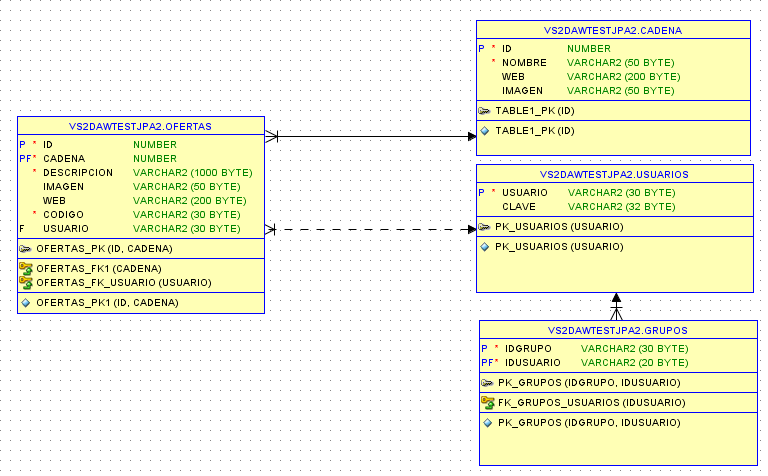 VS2DAWTESTJPA2.CADENA
P * ID NUMBER
* NOMBRE VARCHAR2 (50 BYTE)
WEB VARCHAR2 (200 BYTE)
IMAGEN VARCHAR2 (50 BYTE)
TABLE1_PK (ID)
TABLE1_PK (ID)
VS2DAWTESTJPA2.OFERTAS
P * ID NUMBER
PF* CADENA NUMBER
* DESCRIPCION VARCHAR2 (1000 BYTE)
IMAGEN VARCHAR2 (50 BYTE)
WEB VARCHAR2 (200 BYTE)
* CODIGO VARCHAR2 (30 BYTE)
F USUARIO VARCHAR2 (30 BYTE)
OFERTAS_PK (ID, CADENA)
OFERTAS_FK1 (CADENA)
OFERTAS_FK_USUARIO (USUARIO)
OFERTAS_PK1 (ID, CADENA)
VS2DAWTESTJPA2.USUARIOS
P * USUARIO VARCHAR2 (30 BYTE)
CLAVE VARCHAR2 (32 BYTE)
PK_USUARIOS (USUARIO)
PK_USUARIOS (USUARIO)
VS2DAWTESTJPA2.GRUPOS
P * IDGRUPO VARCHAR2 (30 BYTE)
PF* IDUSUARIO VARCHAR2 (20 BYTE)
PK_GRUPOS (IDGRUPO, IDUSUARIO)
FK_GRUPOS_USUARIOS (IDUSUARIO)
PK_GRUPOS (IDGRUPO, IDUSUARIO)